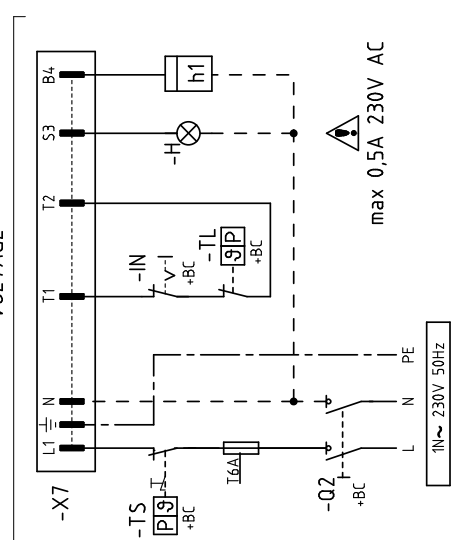 B4
S3
T2
T1
N
L1
-X7
h1
-H
max 0,5A 230V AC
-IN
+BC
-TL
ϑ P
+BC
-TS
P ϑ
+BC
T6A
-Q2
+BC
PE
N
L
1N~ 230V 50Hz